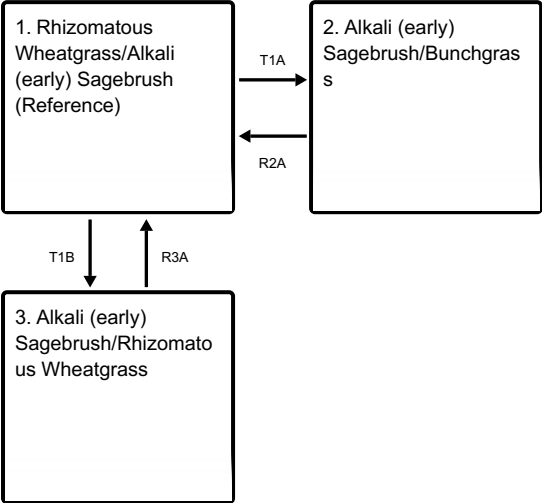 1. Rhizomatous
Wheatgrass/Alkali
(early) Sagebrush
(Reference)
T1A
R2A
2. Alkali (early)
Sagebrush/Bunchgras
s
T1B
R3A
3. Alkali (early)
Sagebrush/Rhizomato
us Wheatgrass